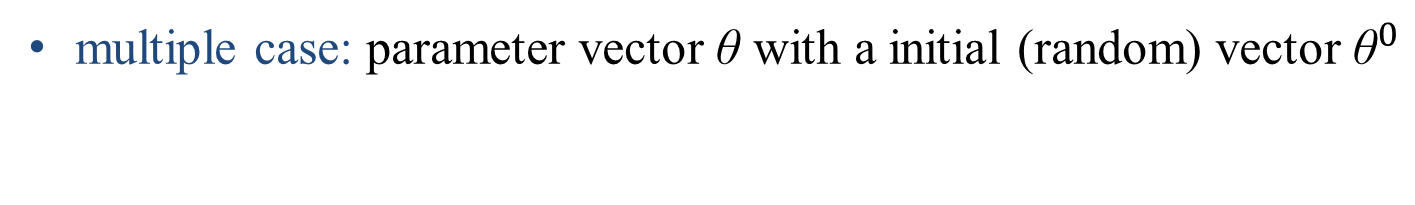 • multiple case: parameter vector θ with a initial (random) vector θ⁰